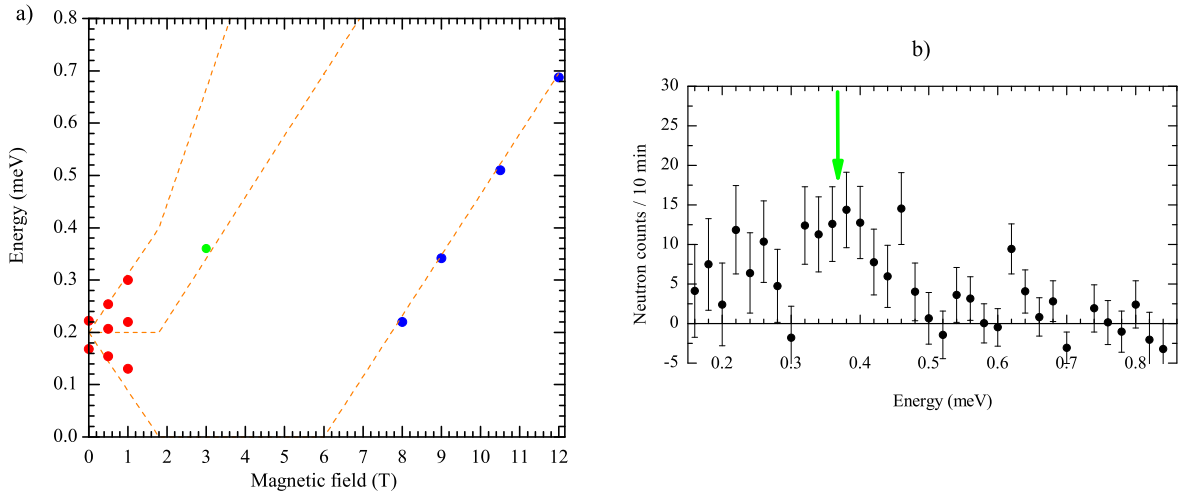 a)
0.8
0.7
0.6
0.5
0.4
0.3
0.2
0.1
0.0
Energy (meV)
0 1 2 3 4 5 6 7 8 9 10 11 12
Magnetic field (T)
b)
30
25
20
15
10
5
0
-5
Neutron counts / 10 min
0.2 0.3 0.4 0.5 0.6 0.7 0.8
Energy (meV)